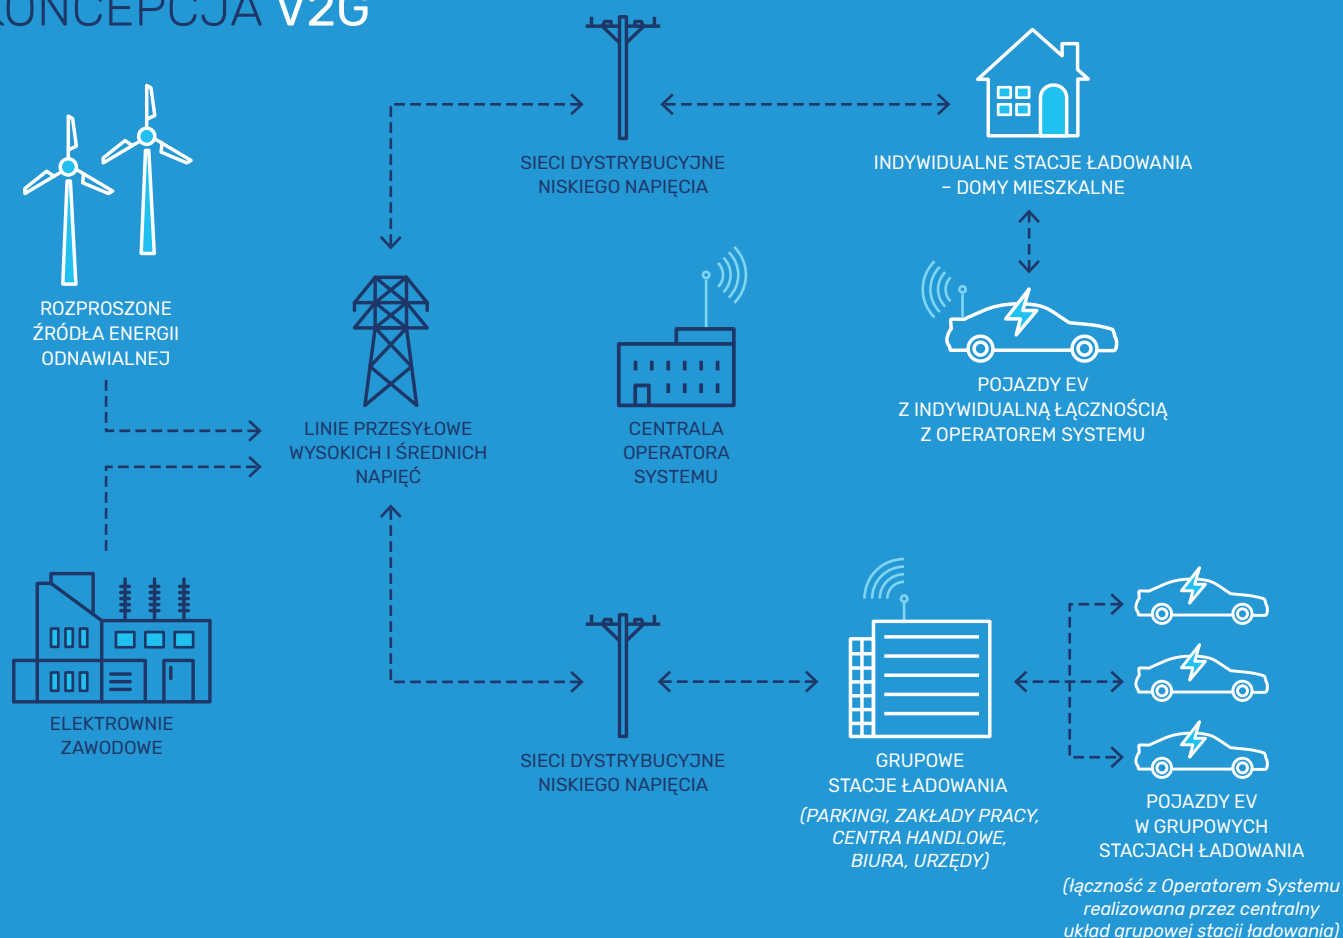 KONCEPCJA V2G
SIECI DYSTRYBUCYJNE
NISKIEGO NAPIĘCIA
INDYWIDUALNE STACJE ŁADOWANIA
– DOMY MIESZKALNE
ROZPROSZONE
ŹRÓDŁA ENERGII
ODNAWIALNEJ
LINIE PRZESYŁOWE
WYSOKICH I ŚREDNICH
NAPIĘĆ
CENTRALA
OPERATORA
SYSTEMU
POJAZDY EV
Z INDYWIDUALNĄ ŁĄCZNOŚCIĄ
Z OPERATOREM SYSTEMU
ELEKTROWNIE
ZAWODOWE
SIECI DYSTRYBUCYJNE
NISKIEGO NAPIĘCIA
GRUPOWE
STACJE ŁADOWANIA
(PARKINGI, ZAKŁADY PRACY,
CENTRA HANDLOWE,
BIURA, URZĘDY)
POJAZDY EV
W GRUPOWYCH
STACJACH ŁADOWANIA
(łączność z Operatorem Systemu
realizowana przez centralny
układ grupowej stacji ładowania)